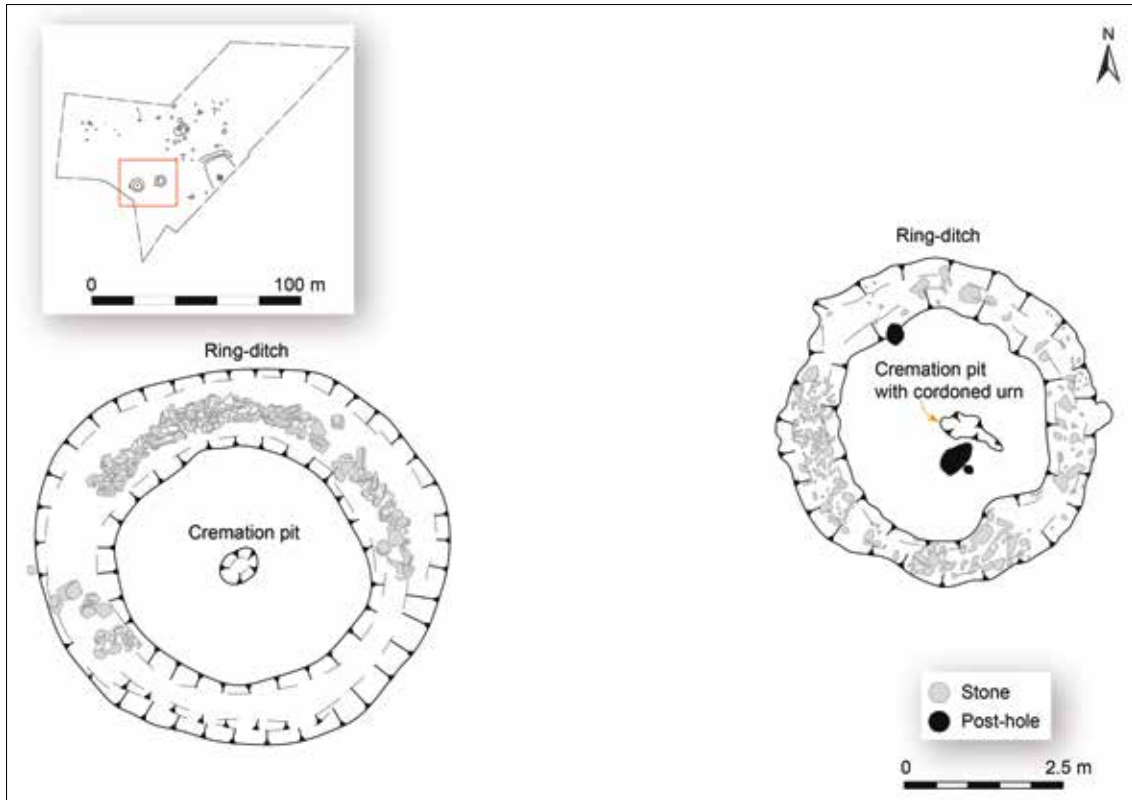 N
0 100 m
Ring-ditch
Ring-ditch
Cremation pit
with cordoned urn
Cremation pit
Stone
Post-hole
0 2.5 m